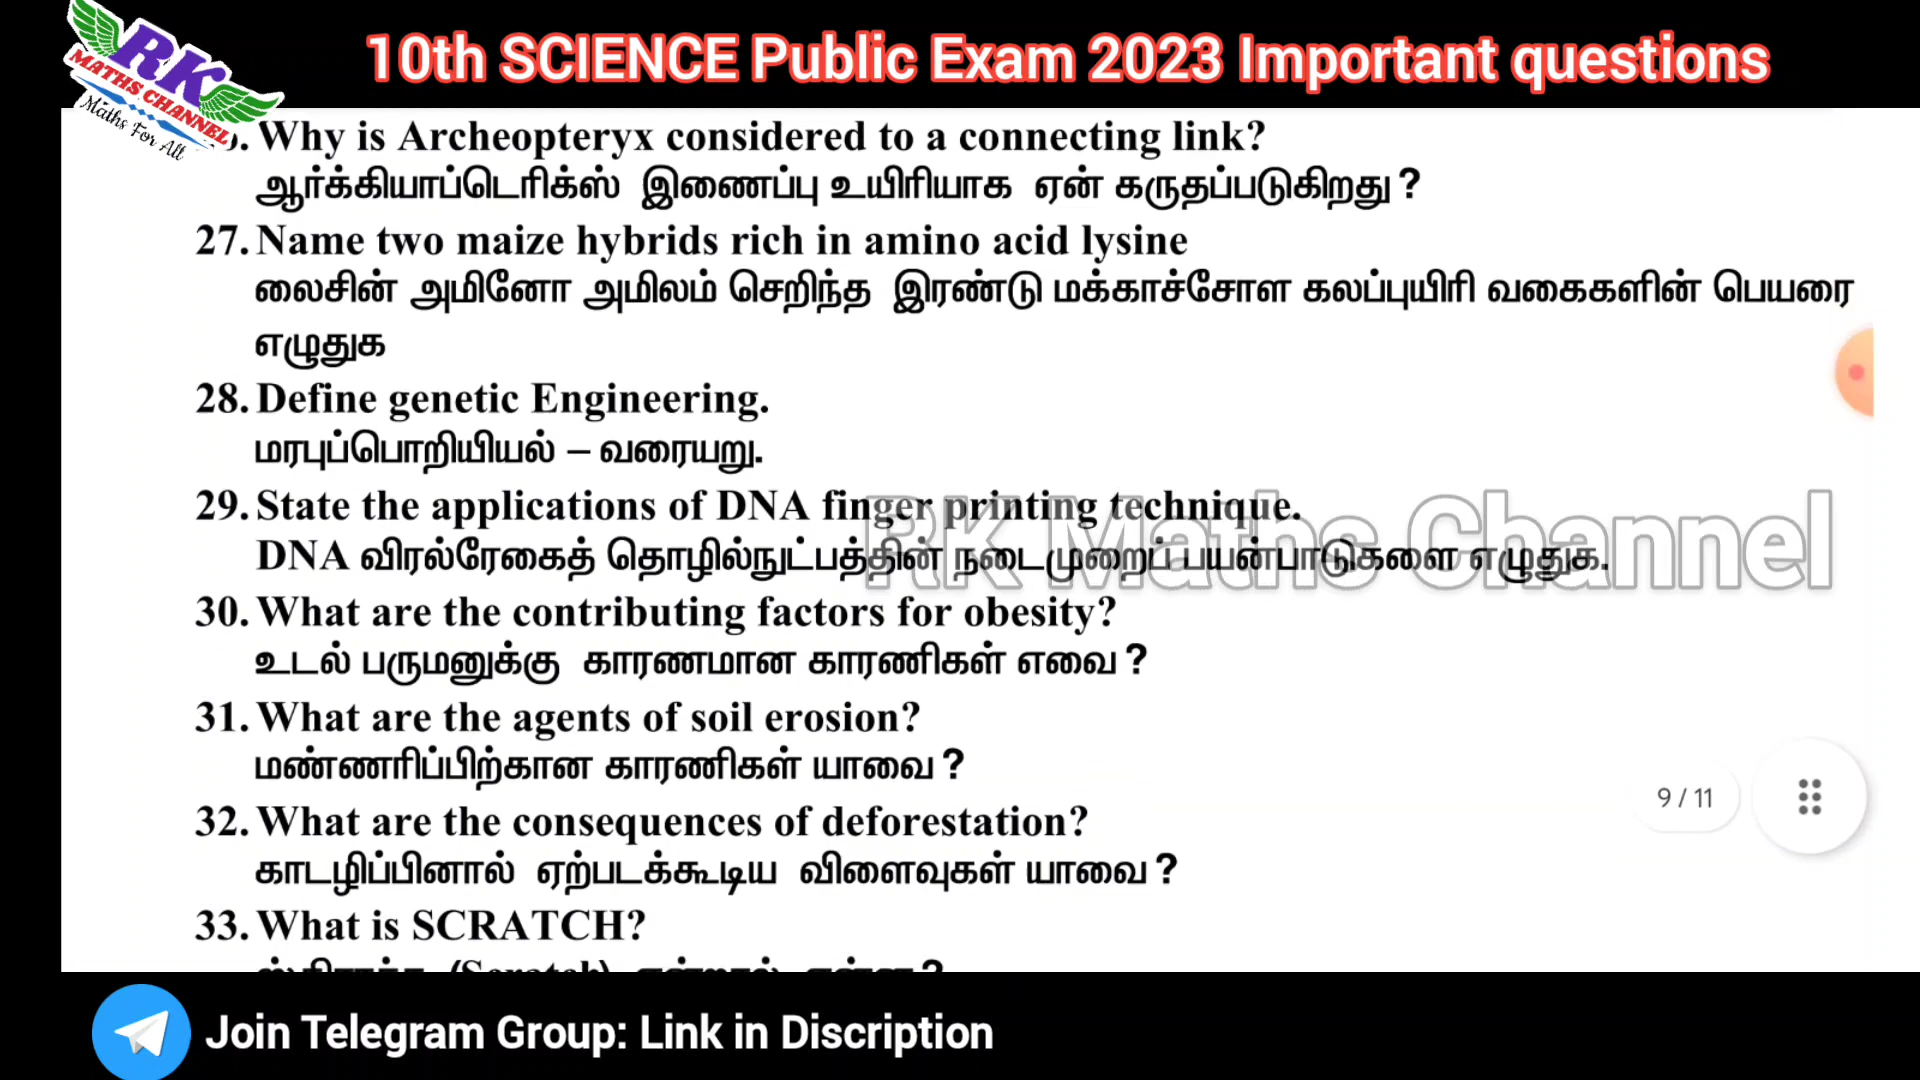 10th SCIENCE Public Exam 2023 Important questions
RK
MATHS CHANNEL
Maths For All
Why is Archeopteryx considered to a connecting link?
ஆர்க்கியாப்டெரிக்ஸ் இணைப்பு உயிரியாக ஏன் கருதப்படுகிறது ?
27. Name two maize hybrids rich in amino acid lysine
லைசின் அமினோ அமிலம் செறிந்த இரண்டு மக்காச்சோள கலப்புயிரி வகைகளின் பெயரை
எழுதுக
28. Define genetic Engineering.
மரபுப்பொறியியல் – வரையறு.
29. State the applications of DNA finger printing technique.
DNA விரல்ரேகைத் தொழில்நுட்பத்தின் நடைமுறைப் பயன்பாடுகளை எழுதுக.
RK Maths Channel
30. What are the contributing factors for obesity?
உடல் பருமனுக்கு காரணமான காரணிகள் எவை ?
31. What are the agents of soil erosion?
மண்ணரிப்பிற்கான காரணிகள் யாவை ?
9 / 11
32. What are the consequences of deforestation?
காடழிப்பினால் ஏற்படக்கூடிய விளைவுகள் யாவை ?
33. What is SCRATCH?
(Scratch) என்றால் என்ன ?
Join Telegram Group: Link in Discription